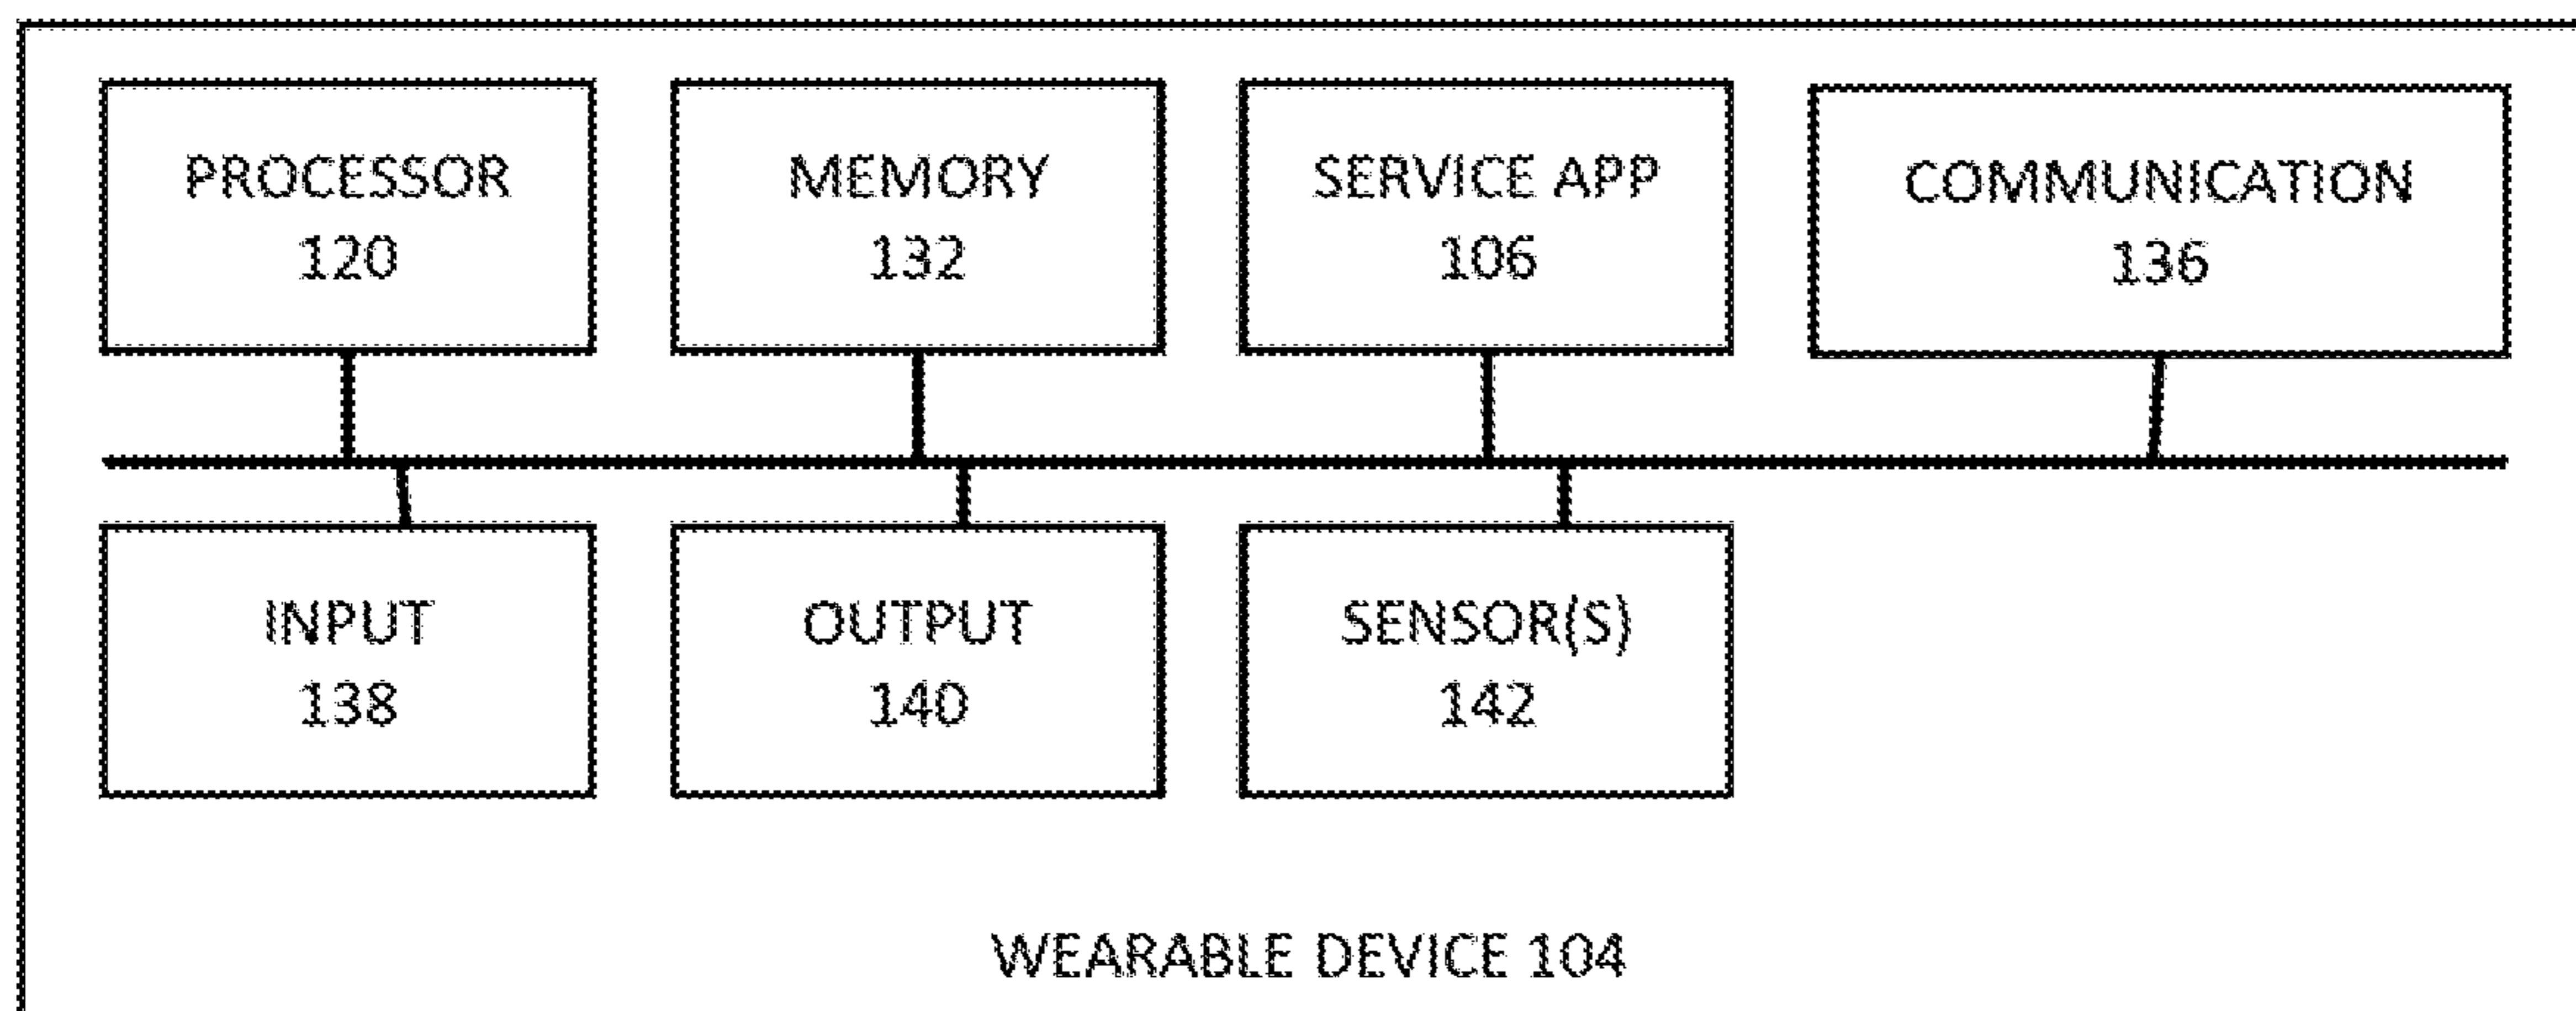 PROCESSOR
120
MEMORY
132
SERVICE APP
106
COMMUNICATION
136
INPUT
138
OUTPUT
140
SENSOR(S)
142
WEARABLE DEVICE 104